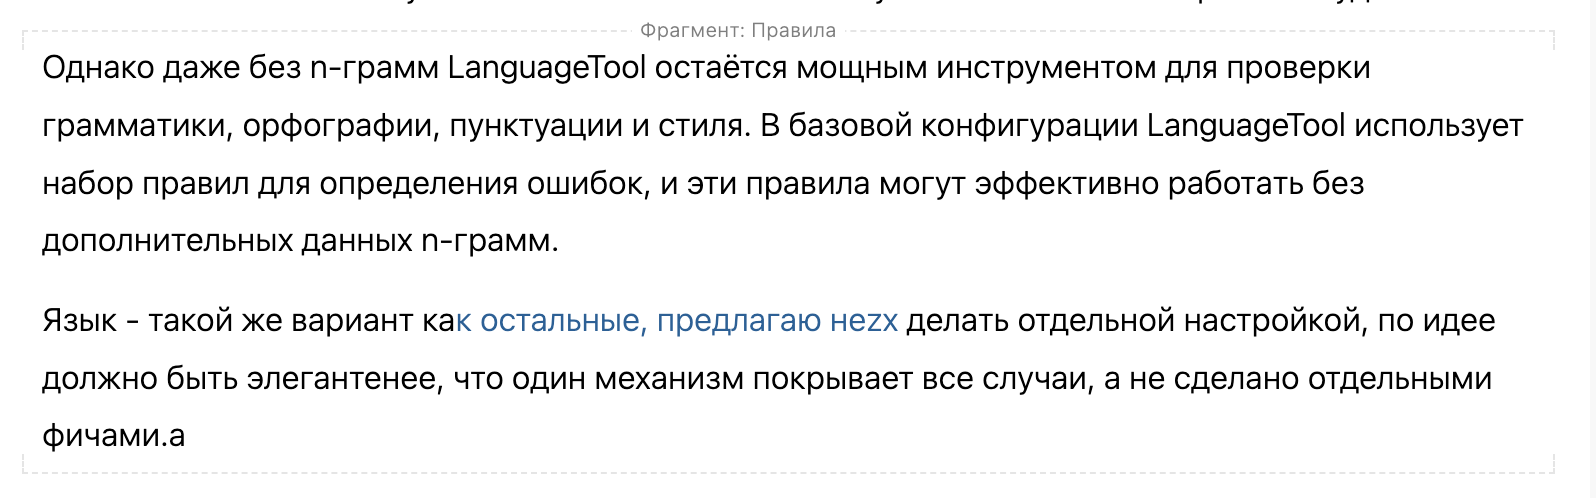 Фрагмент: Правила
Однако даже без n-грамм LanguageTool остаётся мощным инструментом для проверки
грамматики, орфографии, пунктуации и стиля. В базовой конфигурации LanguageTool использует
набор правил для определения ошибок, и эти правила могут эффективно работать без
дополнительных данных n-грамм.
Язык - такой же вариант как остальные, предлагаю неzx делать отдельной настройкой, по идее
должно быть элегантенее, что один механизм покрывает все случаи, а не сделано отдельными
фичами.а